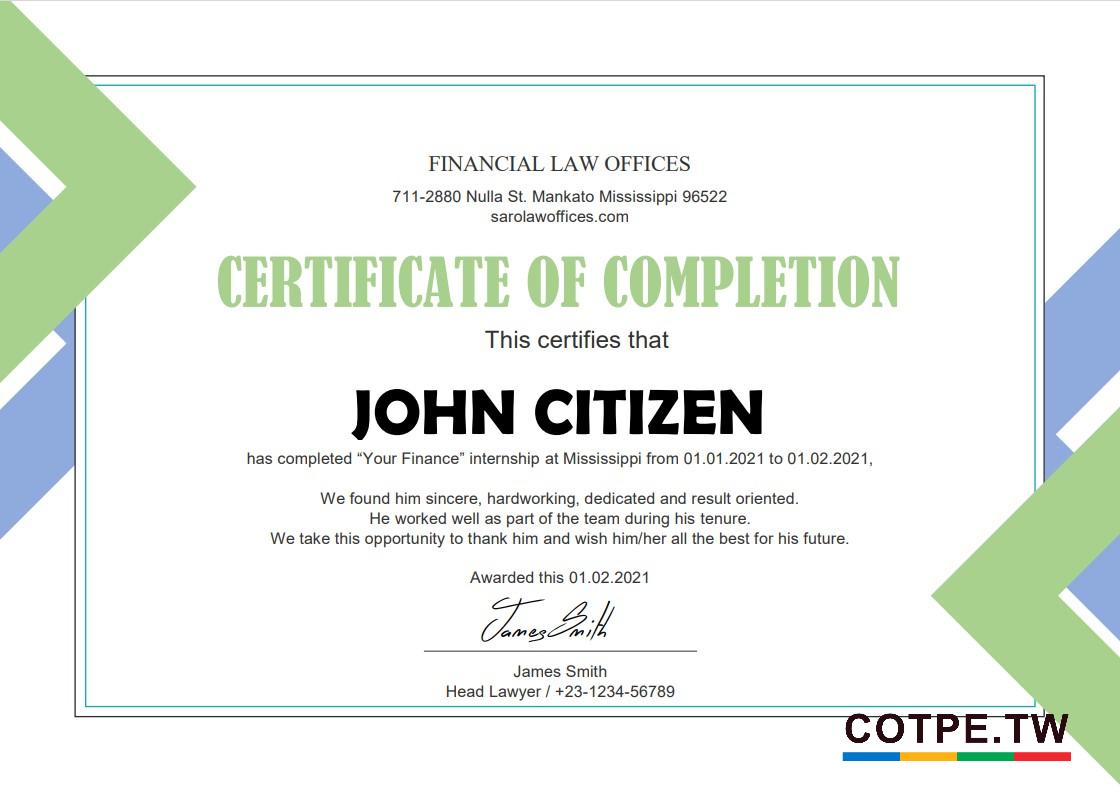 FINANCIAL LAW OFFICES
711-2880 Nulla St. Mankato Mississippi 96522
sarolawoffices.com
CERTIFICATE OF COMPLETION
This certifies that
JOHN CITIZEN
has completed “Your Finance” internship at Mississippi from 01.01.2021 to 01.02.2021,
We found him sincere, hardworking, dedicated and result oriented.
He worked well as part of the team during his tenure.
We take this opportunity to thank him and wish him/her all the best for his future.
Awarded this 01.02.2021
James Smith
James Smith
Head Lawyer / +23-1234-56789
COTPE.TW